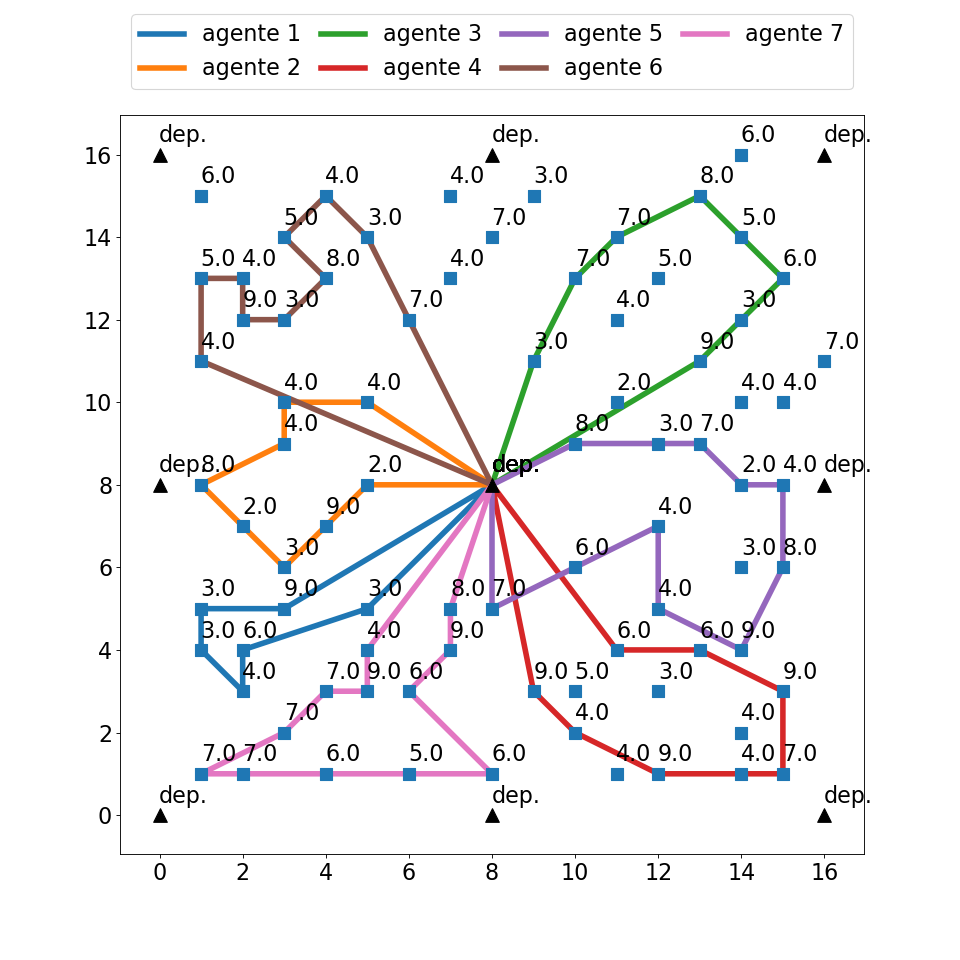 agente 1 agente 3 agente 5 agente 7
agente 2 agente 4 agente 6
dep. dep. 6.0 dep.
16
6.0 4.0 4.0 3.0 8.0
5.0 3.0 7.0 7.0 5.0
14
5.0 4.0 8.0 4.0 7.0 5.0 6.0
9.0 3.0 7.0 4.0 3.0
12
4.0 3.0 9.0 7.0
4.0 4.0 2.0 4.0 4.0
10
4.0 8.0 3.0 7.0
dep. 8.0 2.0 dep. dep. 2.0 4.0 dep.
8
2.0 9.0 4.0
3.0 6.0 3.0 8.0
6
3.0 9.0 3.0 8.0 7.0 4.0
3.0 6.0 4.0 9.0 6.0 6.0 9.0
4
4.0 7.0 9.0 6.0 9.0 5.0 3.0 9.0
7.0 4.0 4.0
2
7.0 7.0 6.0 5.0 6.0 4.0 9.0 4.0 7.0
dep. dep. dep.
0
0 2 4 6 8 10 12 14 16